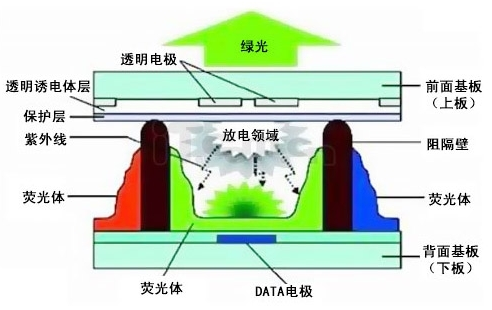 绿光
透明电极
透明诱电体层
前面基板
(上板)
保护层
紫外线
放电领域
阻隔壁
荧光体
荧光体
背面基板
(下板)
荧光体
DATA电极